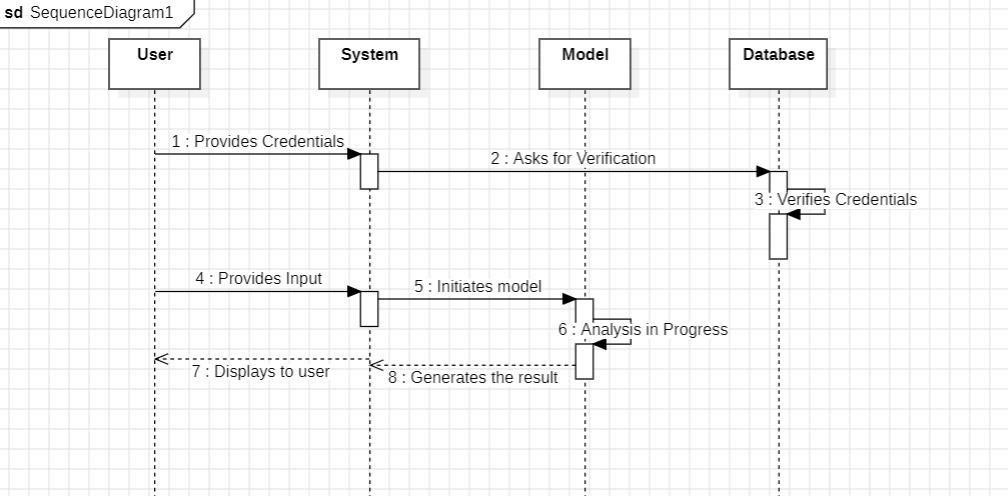 sd SequenceDiagram1
User
System
Model
Database
1 : Provides Credentials
2 : Asks for Verification
3 : Verifies Credentials
4 : Provides Input
5 : Initiates model
6 : Analysis in Progress
7 : Displays to user
8 : Generates the result